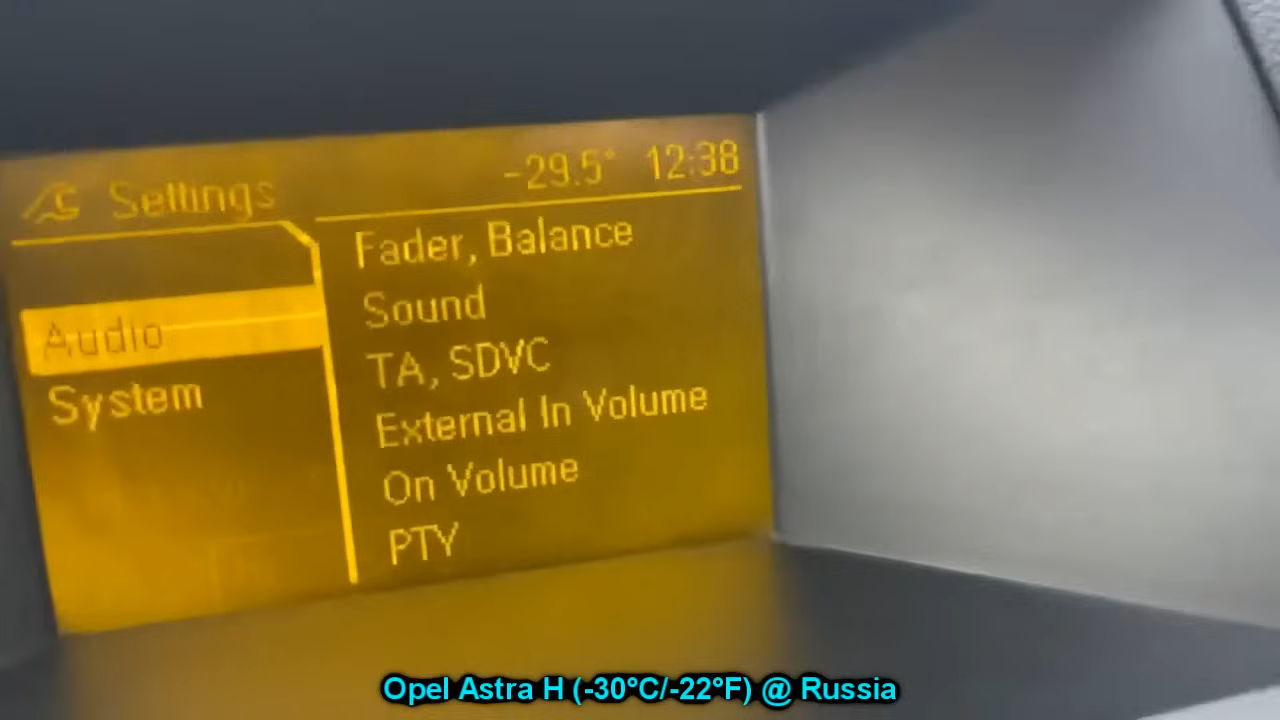 Settings -29.5° 12:38
Audio
System
Fader, Balance
Sound
TA, SDVC
External In Volume
On Volume
PTY
Opel Astra H (-30°C/-22°F) @ Russia